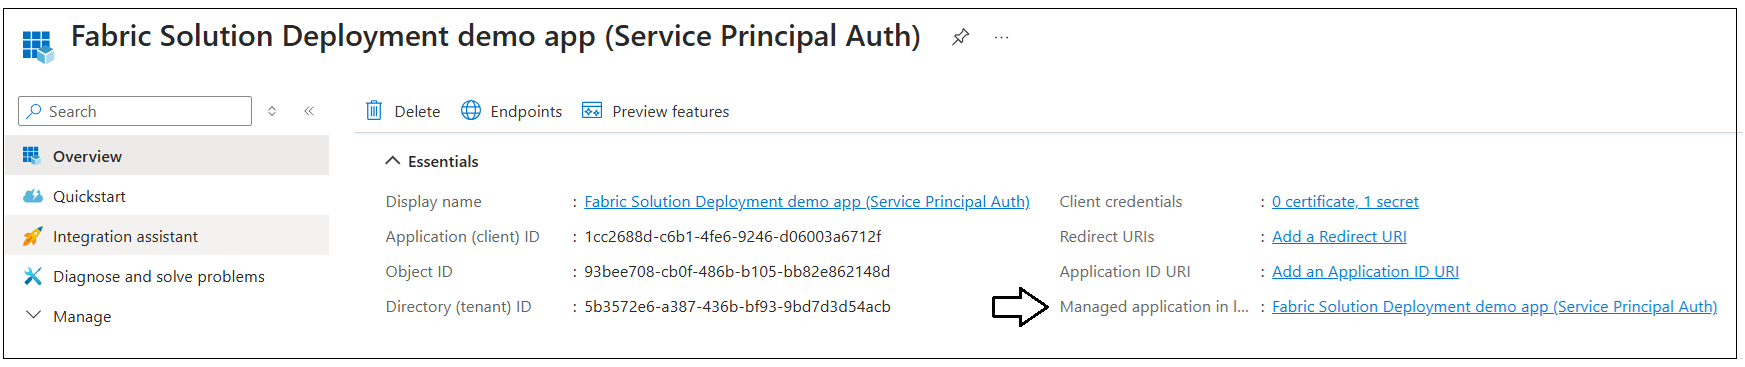 Fabric Solution Deployment demo app (Service Principal Auth)
Search
Delete Endpoints Preview features
Overview
Essentials
Quickstart
Display name : Fabric Solution Deployment demo app (Service Principal Auth) Client credentials : 0 certificate, 1 secret
Integration assistant
Application (client) ID : 1cc2688d-c6b1-4fe6-9246-d06003a6712f Redirect URIs : Add a Redirect URI
Diagnose and solve problems
Object ID : 93bee708-cb0f-486b-b105-bb82e862148d Application ID URI : Add an Application ID URI
Manage
Directory (tenant) ID : 5b3572e6-a387-436b-bf93-9bd7d3d54acb Managed application in l... : Fabric Solution Deployment demo app (Service Principal Auth)